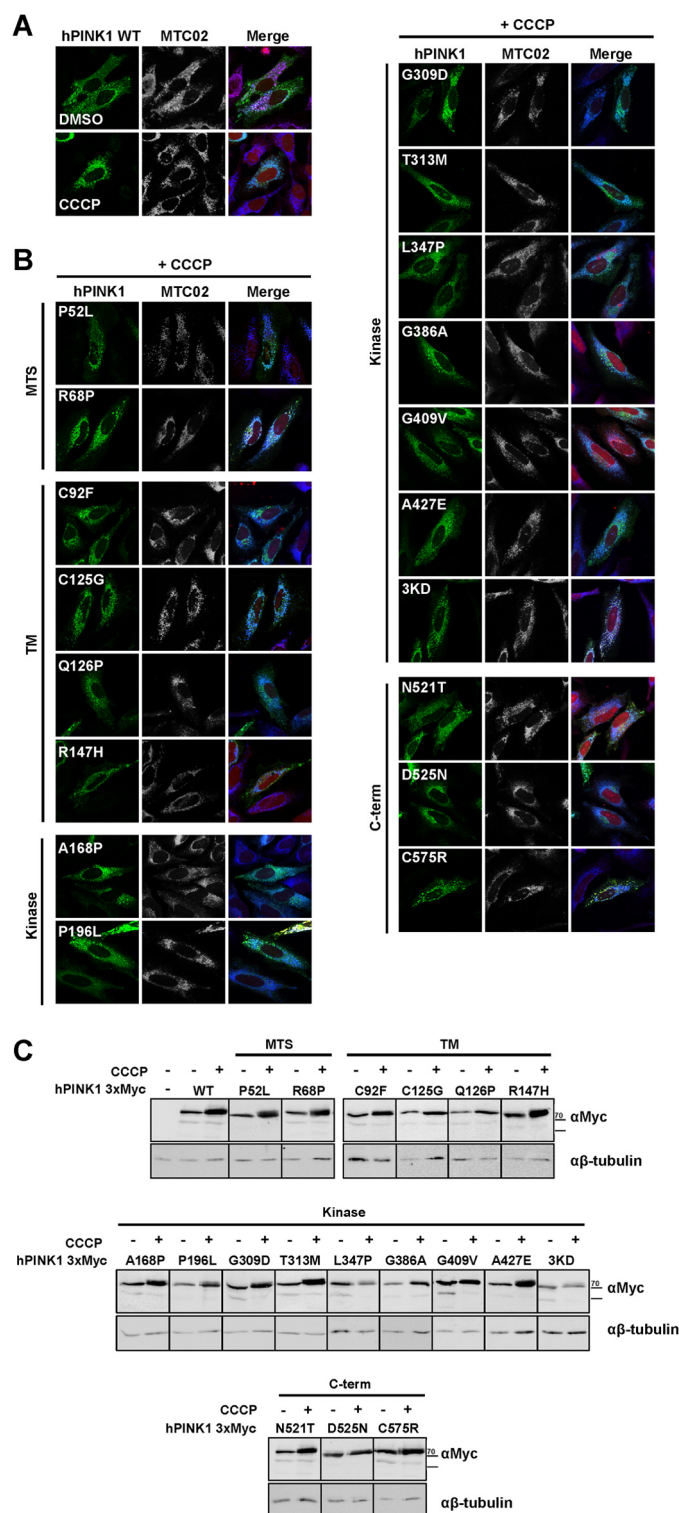 A
hPINK1 WT MTC02 Merge
DMSO
CCCP
B
+ CCCP
hPINK1 MTC02 Merge
MTS
P52L
R68P
TM
C92F
C125G
Q126P
R147H
Kinase
A168P
P196L
+ CCCP
hPINK1 MTC02 Merge
Kinase
G309D
T313M
L347P
G386A
G409V
A427E
3KD
C-term
N521T
D525N
C575R
C
MTS TM
CCCP - - + - + - + - + - + - + - +
hPINK1 3xMyc - WT P52L R68P C92F C125G Q126P R147H
70 αMyc
αβ-tubulin
Kinase
CCCP - + - + - + - + - + - + - + - + - +
hPINK1 3xMyc A168P P196L G309D T313M L347P G386A G409V A427E 3KD
70 αMyc
αβ-tubulin
C-term
CCCP - + - + - +
hPINK1 3xMyc N521T D525N C575R
70 αMyc
αβ-tubulin